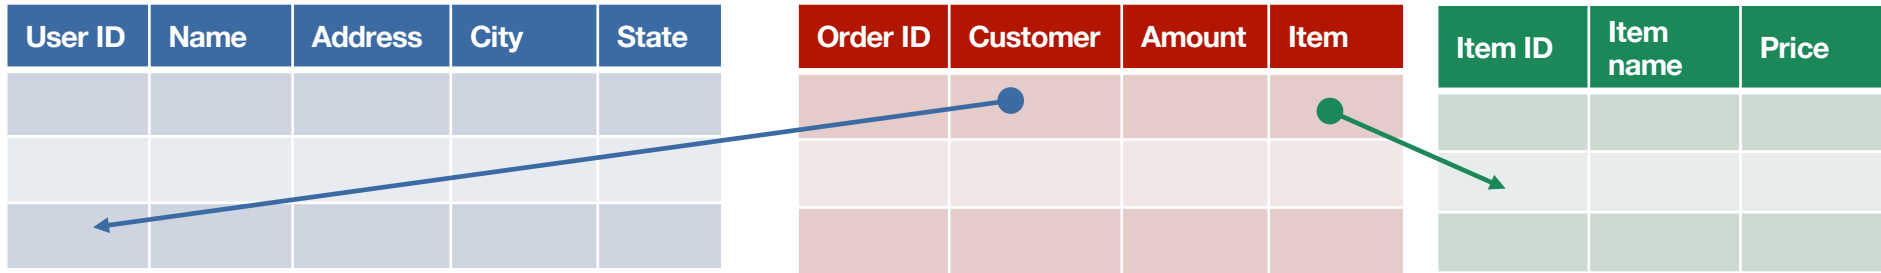 User ID Name Address City State
Order ID Customer Amount Item
Item ID Item name Price